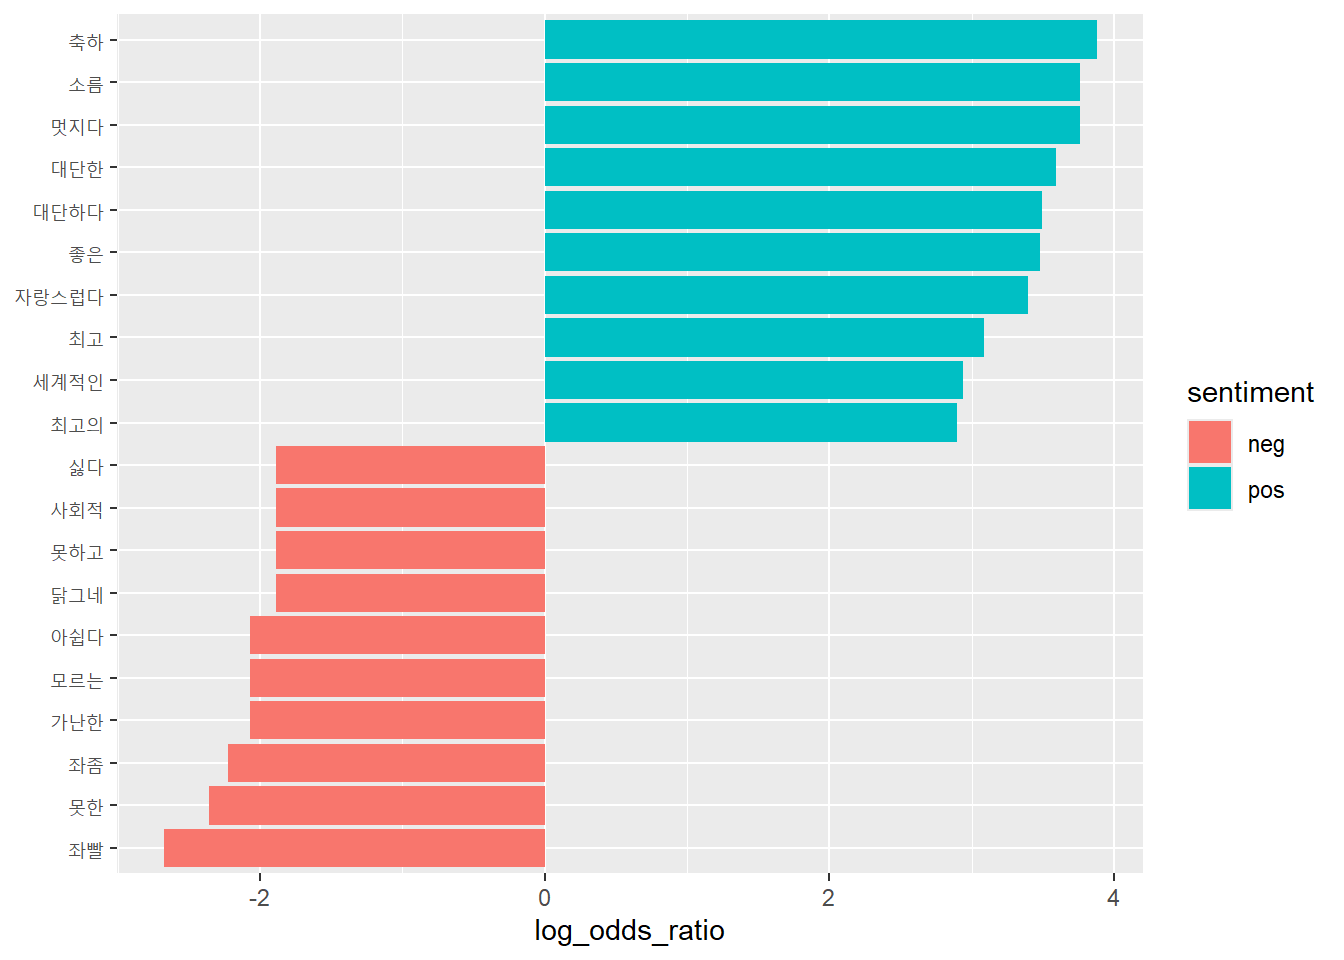 축하
소름
멋지다
대단한
대단하다
좋은
자랑스럽다
최고
세계적인
최고의
싫다
사회적
못하고
닭그네
아쉽다
모르는
가난한
좌좀
못한
좌빨
-2
0
2
4
log_odds_ratio
sentiment
neg
pos